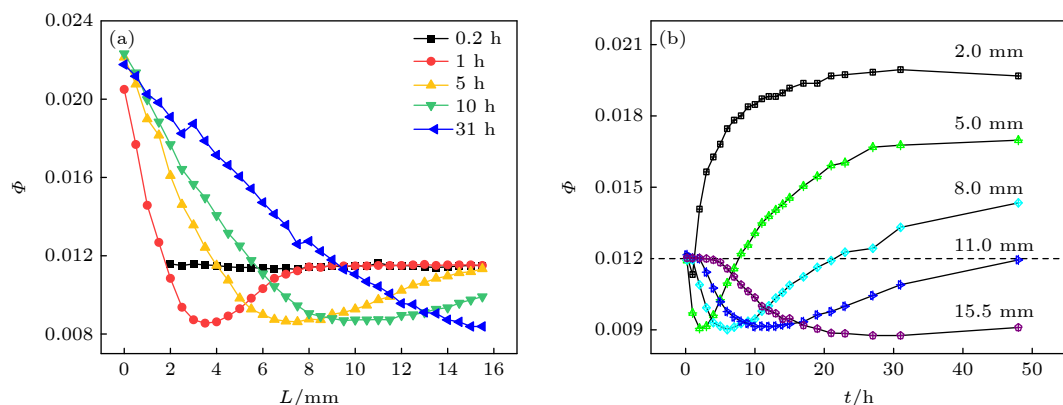 (a)
0.2 h
1 h
5 h
10 h
31 h
0.024
0.020
0.016
0.012
0.008
Φ
0 2 4 6 8 10 12 14 16
L/mm
(b)
2.0 mm
5.0 mm
8.0 mm
11.0 mm
15.5 mm
0.021
0.018
0.015
0.012
0.009
Φ
0 10 20 30 40 50
t/h